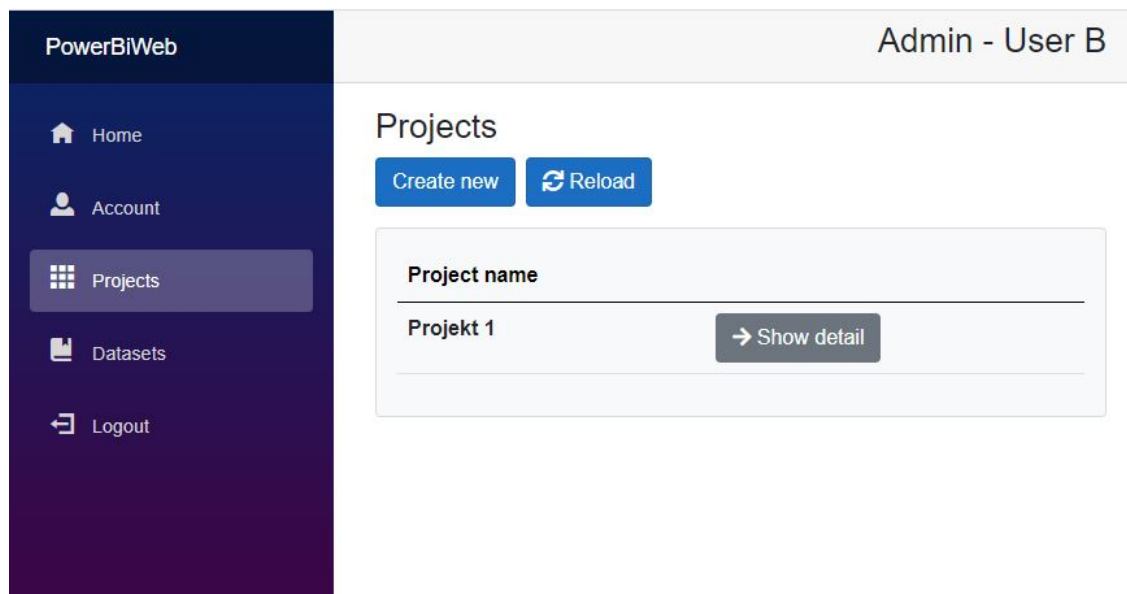 PowerBiWeb
Admin - User B
Home
Account
Projects
Datasets
Logout
Projects
Create new
Reload
Project name
Projekt 1
Show detail